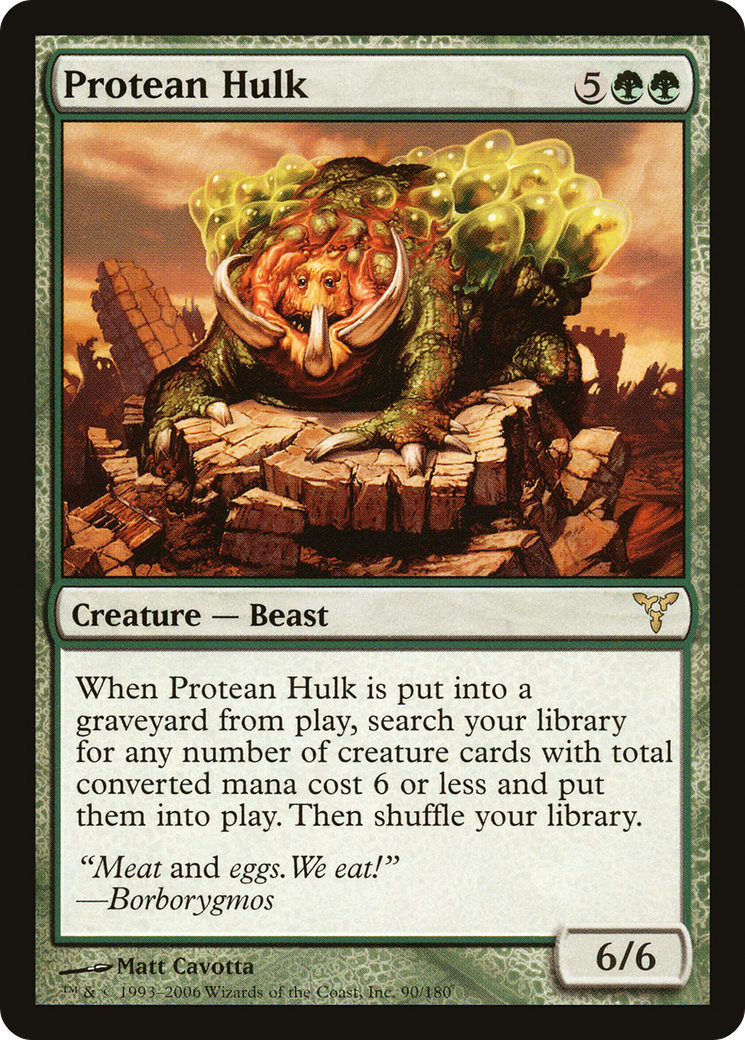 Protean Hulk 5
Creature — Beast
When Protean Hulk is put into a
graveyard from play, search your library
for any number of creature cards with total
converted mana cost 6 or less and put
them into play. Then shuffle your library.
“Meat and eggs. We eat!”
—Borborygmos
6/6
Matt Cavotta
™ & © 1993–2006 Wizards of the Coast, Inc. 90/180